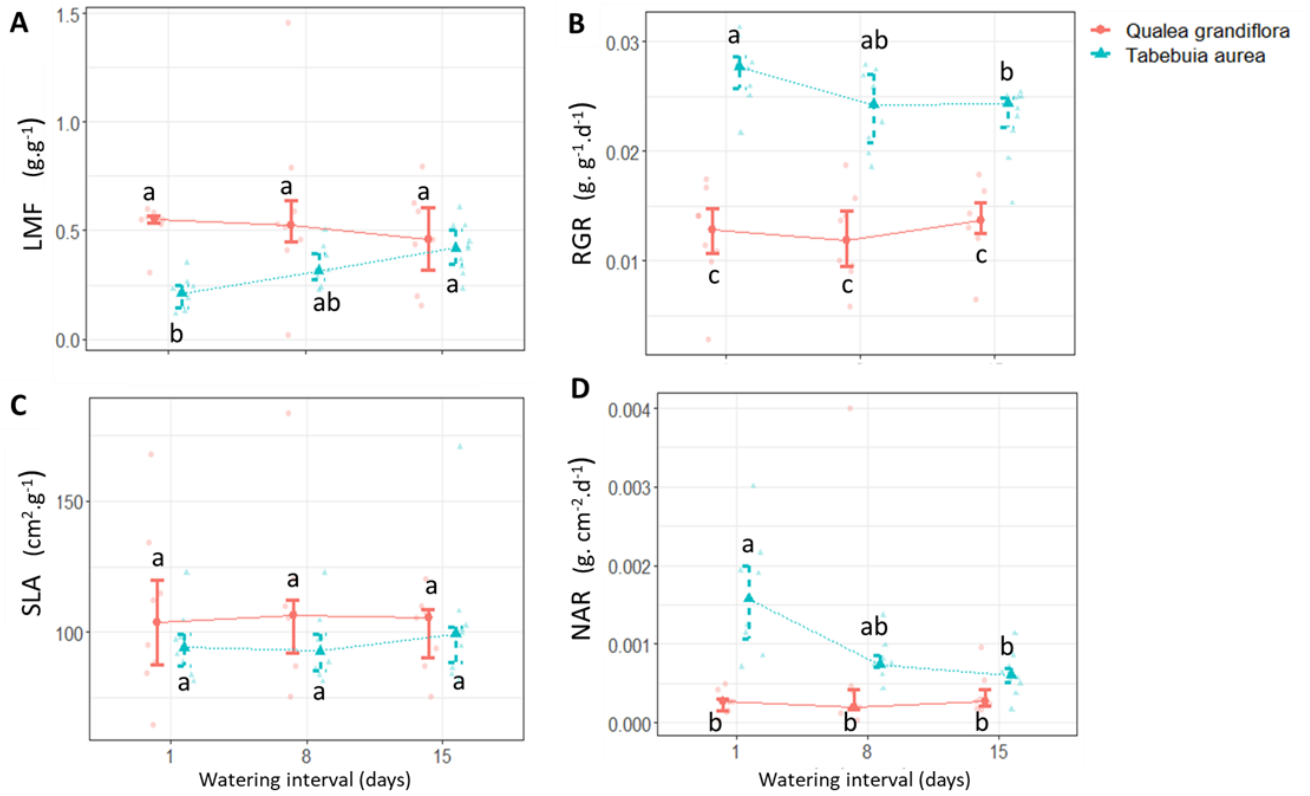 A
LMF (g.g⁻¹)
1.5
1.0
0.5
0.0
a
a
a
b
ab
a
B
RGR (g. g⁻¹.d⁻¹)
0.03
0.02
0.01
a
ab
b
c
c
c
Qualea grandiflora
Tabebuia aurea
C
SLA (cm².g⁻¹)
150
100
a
a
a
a
a
a
1
8
15
Watering interval (days)
D
NAR (g. cm⁻².d⁻¹)
0.004
0.003
0.002
0.001
0.000
a
ab
b
b
b
b
1
8
15
Watering interval (days)